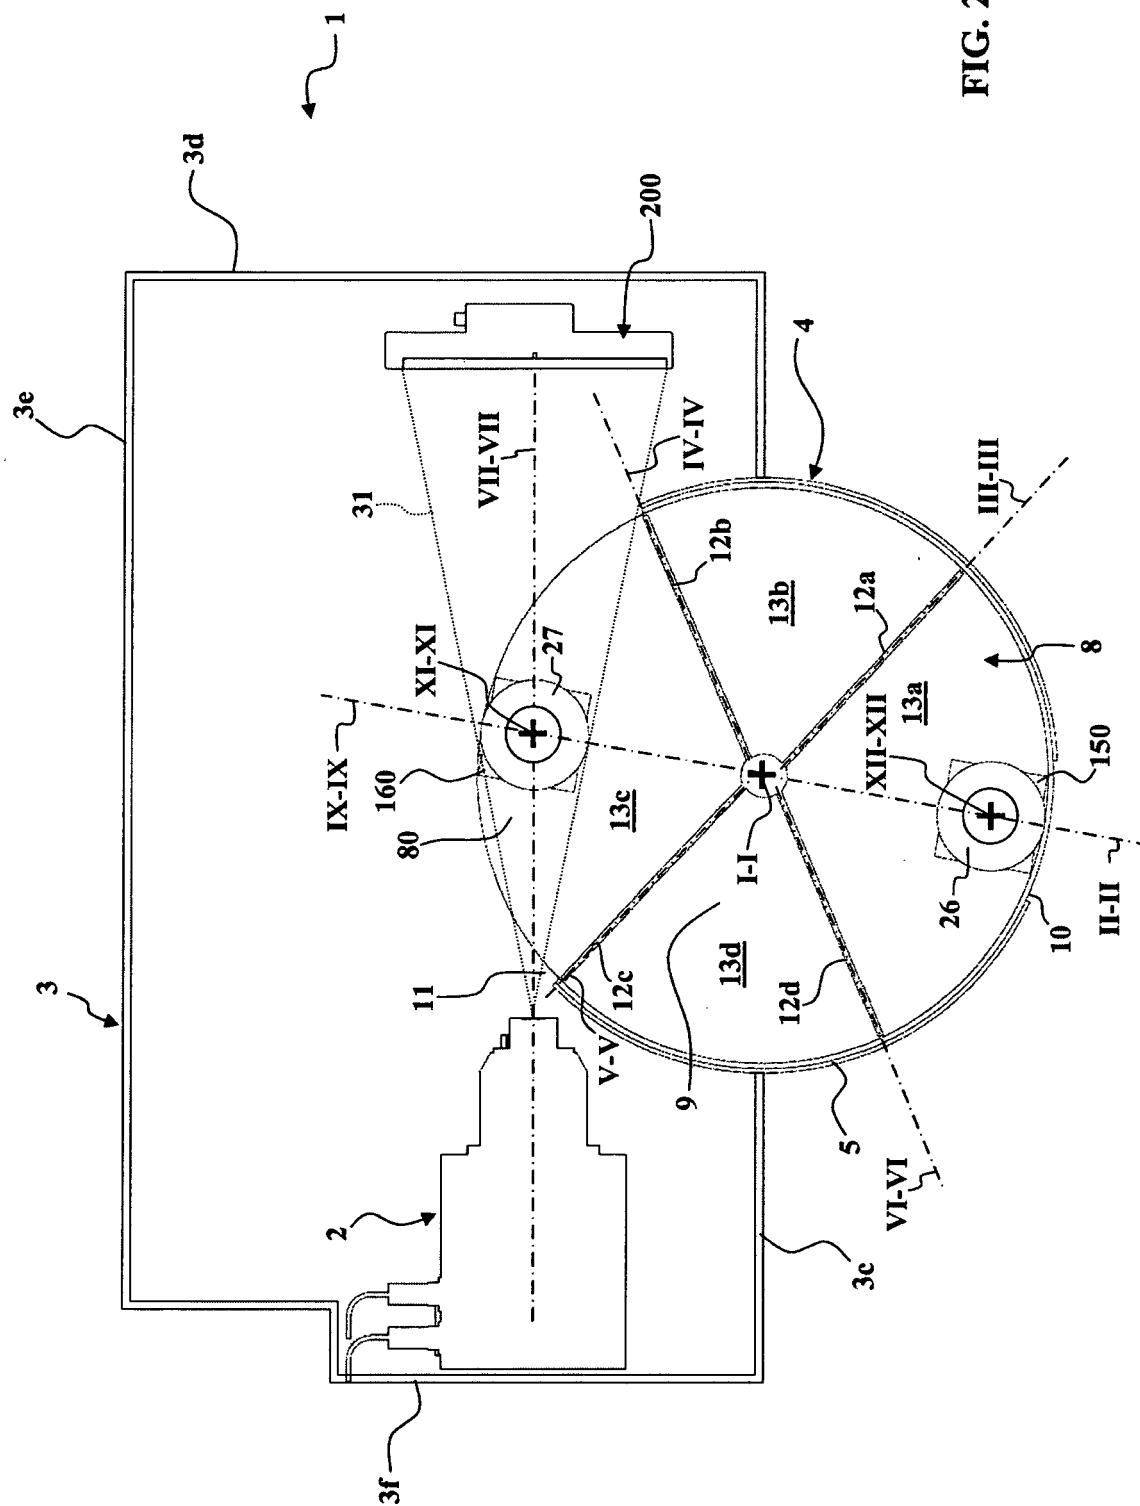 1
3d
3e
200
4
IV-IV
VII-VII
31
III-III
12b
13b
12a
8
XI-XI
27
13a
XII-XII
150
IX-IX
160
80
13c
I-I
26
10
II-II
11
12c
13d
12d
V-V
9
5
3
VI-VI
2
3c
3f
FIG. 2